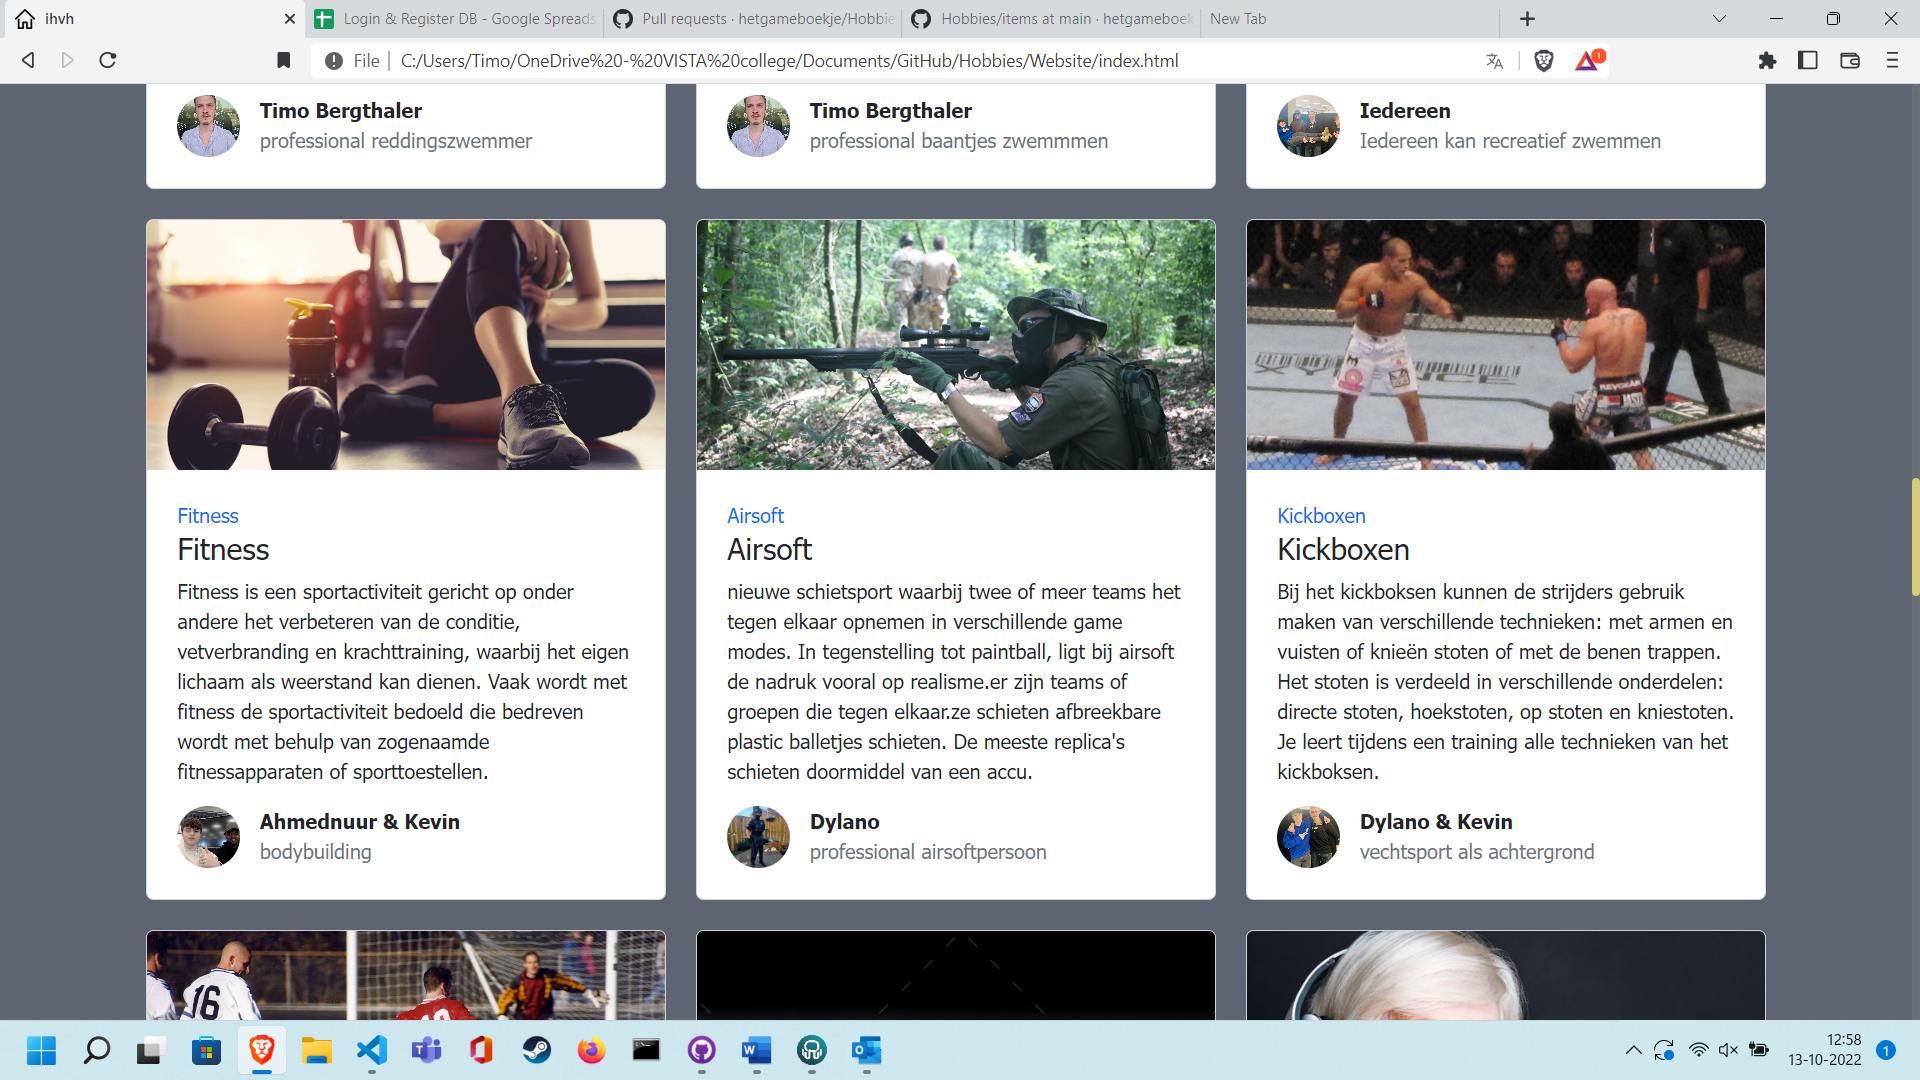 ihvh
Login & Register DB - Google Spreads
Pull requests · hetgameboekje/Hobbie
Hobbies/items at main · hetgameboek
New Tab
File
C:/Users/Timo/OneDrive%20-%20VISTA%20college/Documents/GitHub/Hobbies/Website/index.html
1
Timo Bergthaler
professional reddingszwemmer
Timo Bergthaler
professional baantjes zwemmmen
Iedereen
Iedereen kan recreatief zwemmen
Fitness
Fitness
Fitness is een sportactiviteit gericht op onder
andere het verbeteren van de conditie,
vetverbranding en krachttraining, waarbij het eigen
lichaam als weerstand kan dienen. Vaak wordt met
fitness de sportactiviteit bedoeld die bedreven
wordt met behulp van zogenaamde
fitnessapparaten of sporttoestellen.
Ahmednuur & Kevin
bodybuilding
Airsoft
Airsoft
nieuwe schietsport waarbij twee of meer teams het
tegen elkaar opnemen in verschillende game
modes. In tegenstelling tot paintball, ligt bij airsoft
de nadruk vooral op realisme.er zijn teams of
groepen die tegen elkaar.ze schieten afbreekbare
plastic balletjes schieten. De meeste replica's
schieten doormiddel van een accu.
Dylano
professional airsoftpersoon
Kickboxen
Kickboxen
Bij het kickboksen kunnen de strijders gebruik
maken van verschillende technieken: met armen en
vuisten of knieën stoten of met de benen trappen.
Het stoten is verdeeld in verschillende onderdelen:
directe stoten, hoekstoten, op stoten en kniestoten.
Je leert tijdens een training alle technieken van het
kickboksen.
Dylano & Kevin
vechtsport als achtergrond
16
12:58
13-10-2022
1